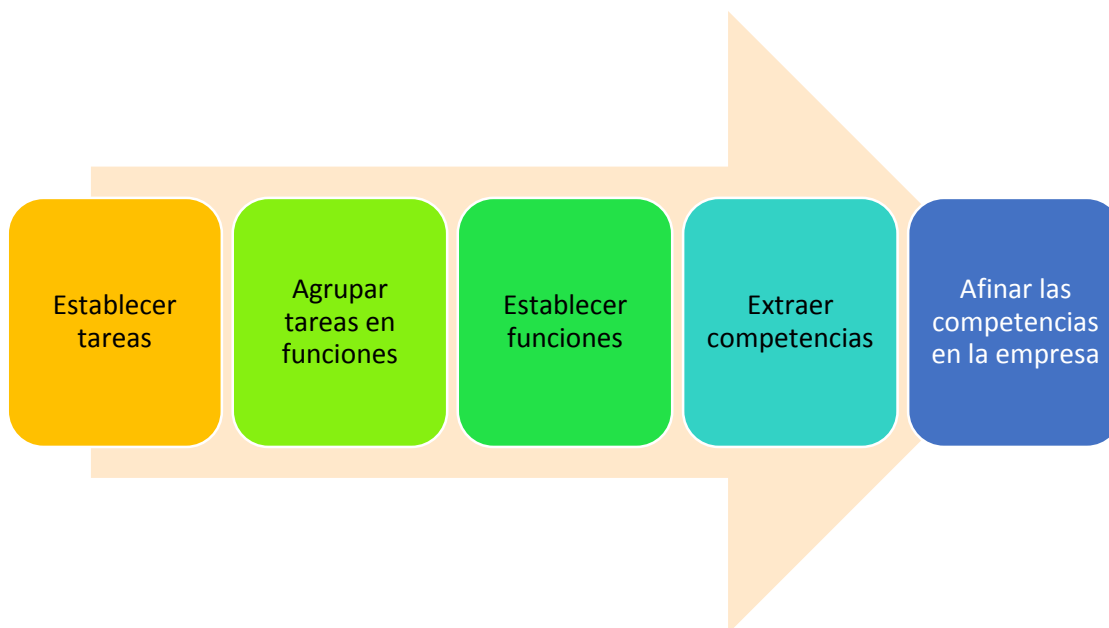 Establecer
tareas
Agrupar
tareas en
funciones
Establecer
funciones
Extraer
competencias
Afinar las
competencias
en la empresa